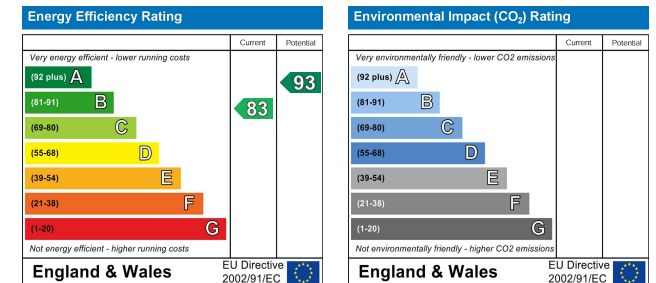 Energy Efficiency Rating
Current Potential
Very energy efficient - lower running costs
(92 plus) A
(81-91) B
(69-80) C
(55-68) D
(39-54) E
(21-38) F
(1-20) G
83
93
Not energy efficient - higher running costs
England & Wales
EU Directive
2002/91/EC
Environmental Impact (CO₂) Rating
Current Potential
Very environmentally friendly - lower CO2 emissions
(92 plus) A
(81-91) B
(69-80) C
(55-68) D
(39-54) E
(21-38) F
(1-20) G
Not environmentally friendly - higher CO2 emissions
England & Wales
EU Directive
2002/91/EC